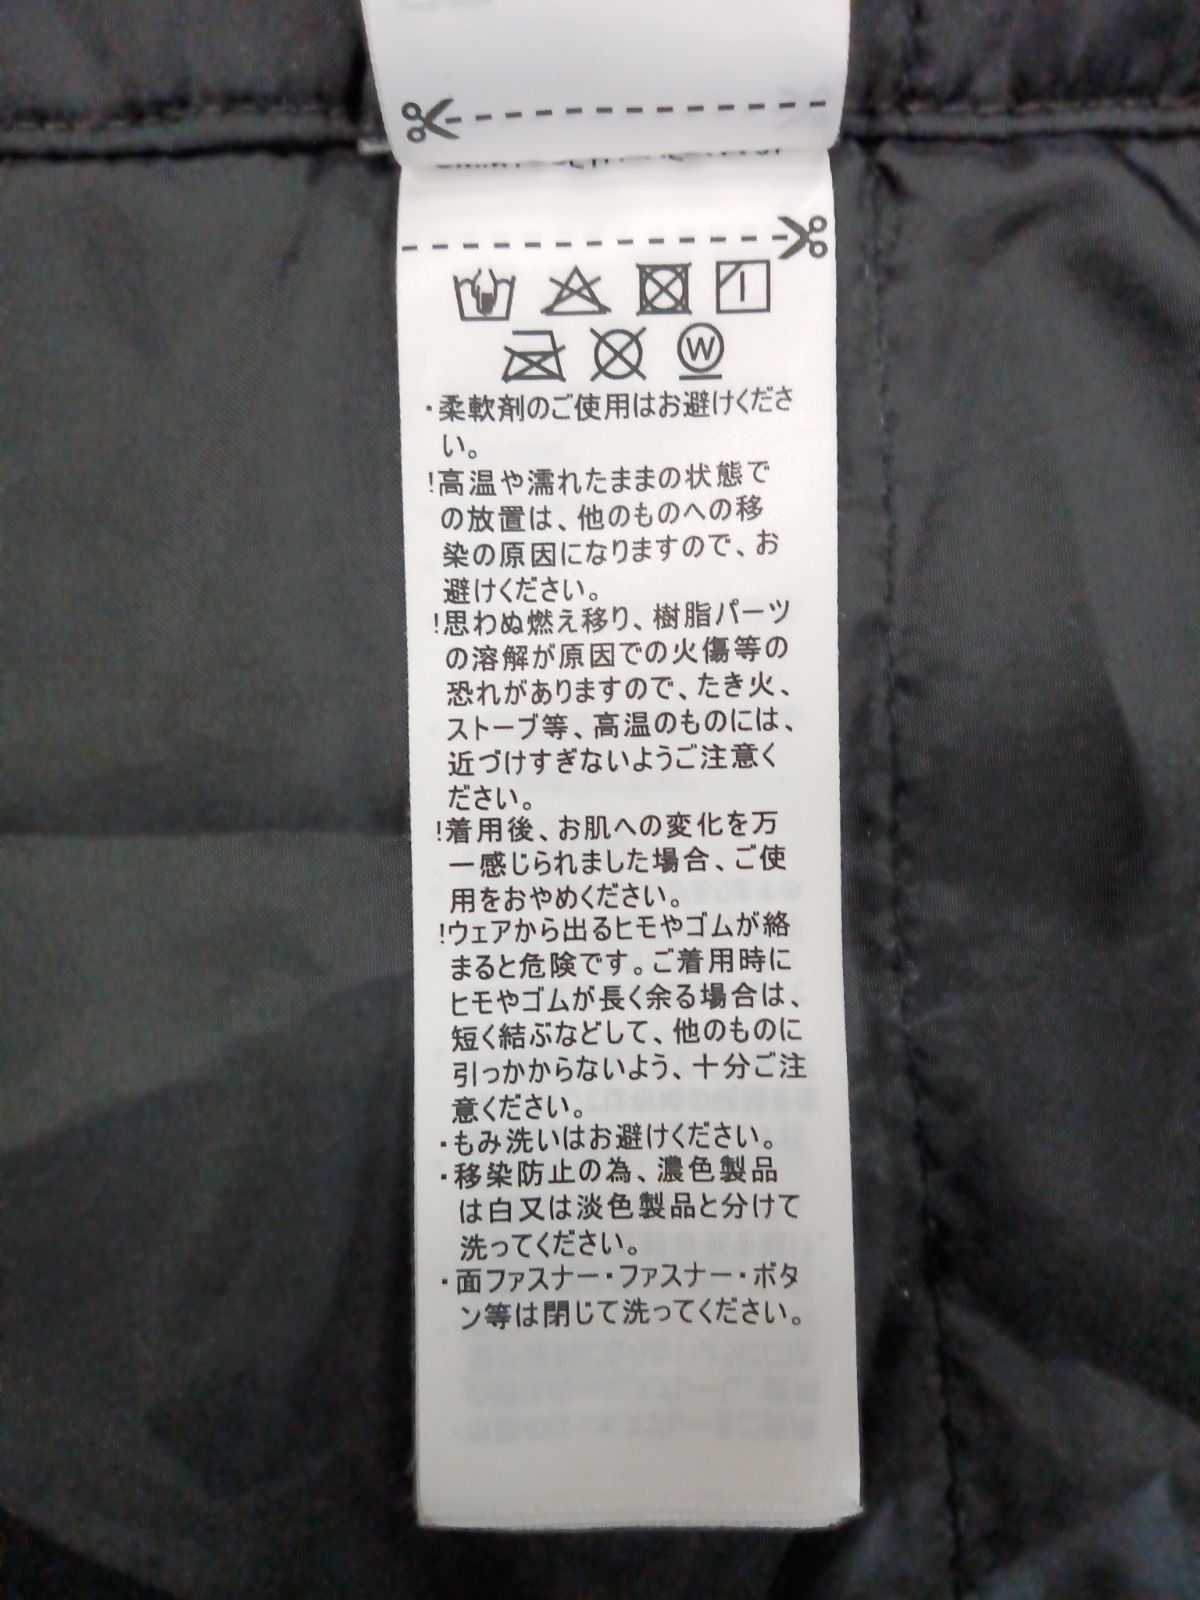 W
・柔軟剤のご使用はお避けくださ
い。
!高温や濡れたままの状態で
の放置は、他のものへの移
染の原因になりますので、お
避けください。
!思わぬ燃え移り、樹脂パーツ
の溶解が原因での火傷等の
恐れがありますので、たき火、
ストーブ等、高温のものには、
近づけすぎないようご注意く
ださい。
!着用後、お肌への変化を万
一感じられました場合、ご使
用をおやめください。
!ウェアから出るヒモやゴムが絡
まると危険です。ご着用時に
ヒモやゴムが長く余る場合は、
短く結ぶなどして、他のものに
引っかからないよう、十分ご注
意ください。
・もみ洗いはお避けください。
・移染防止の為、濃色製品
は白又は淡色製品と分けて
洗ってください。
・面ファスナー・ファスナー・ボタ
ン等は閉じて洗ってください。